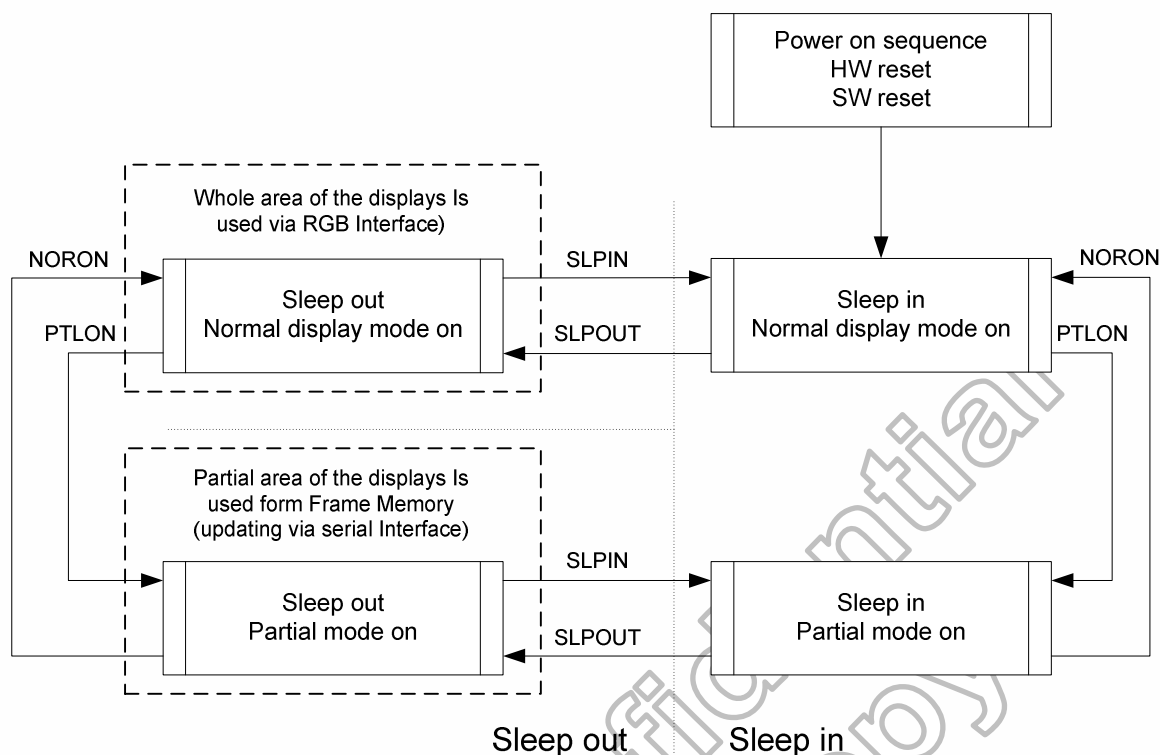 Power on sequence
HW reset
SW reset
Whole area of the displays Is
used via RGB Interface)
NORON
SLPIN
NORON
Sleep out
Normal display mode on
Sleep in
Normal display mode on
PTLON
SLPOUT
PTLON
Partial area of the displays Is
used form Frame Memory
(updating via serial Interface)
SLPIN
Sleep out
Partial mode on
Sleep in
Partial mode on
SLPOUT
Sleep out
Sleep in